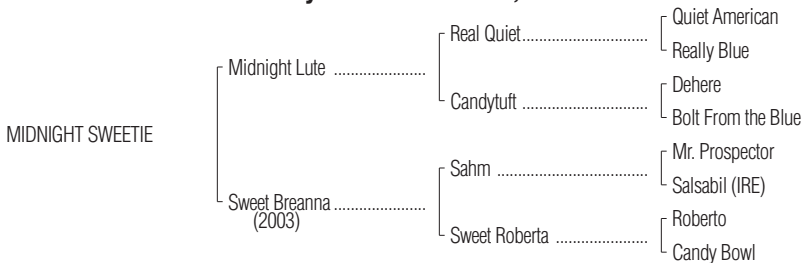 Quiet American
Real Quiet......................
Really Blue
Midnight Lute ......................
Dehere
Candytuft ......................
Bolt From the Blue
MIDNIGHT SWEETIE
Mr. Prospector
Sahm ......................
Salsabil (IRE)
Sweet Breanna ......................
(2003)
Roberto
Sweet Roberta ......................
Candy Bowl